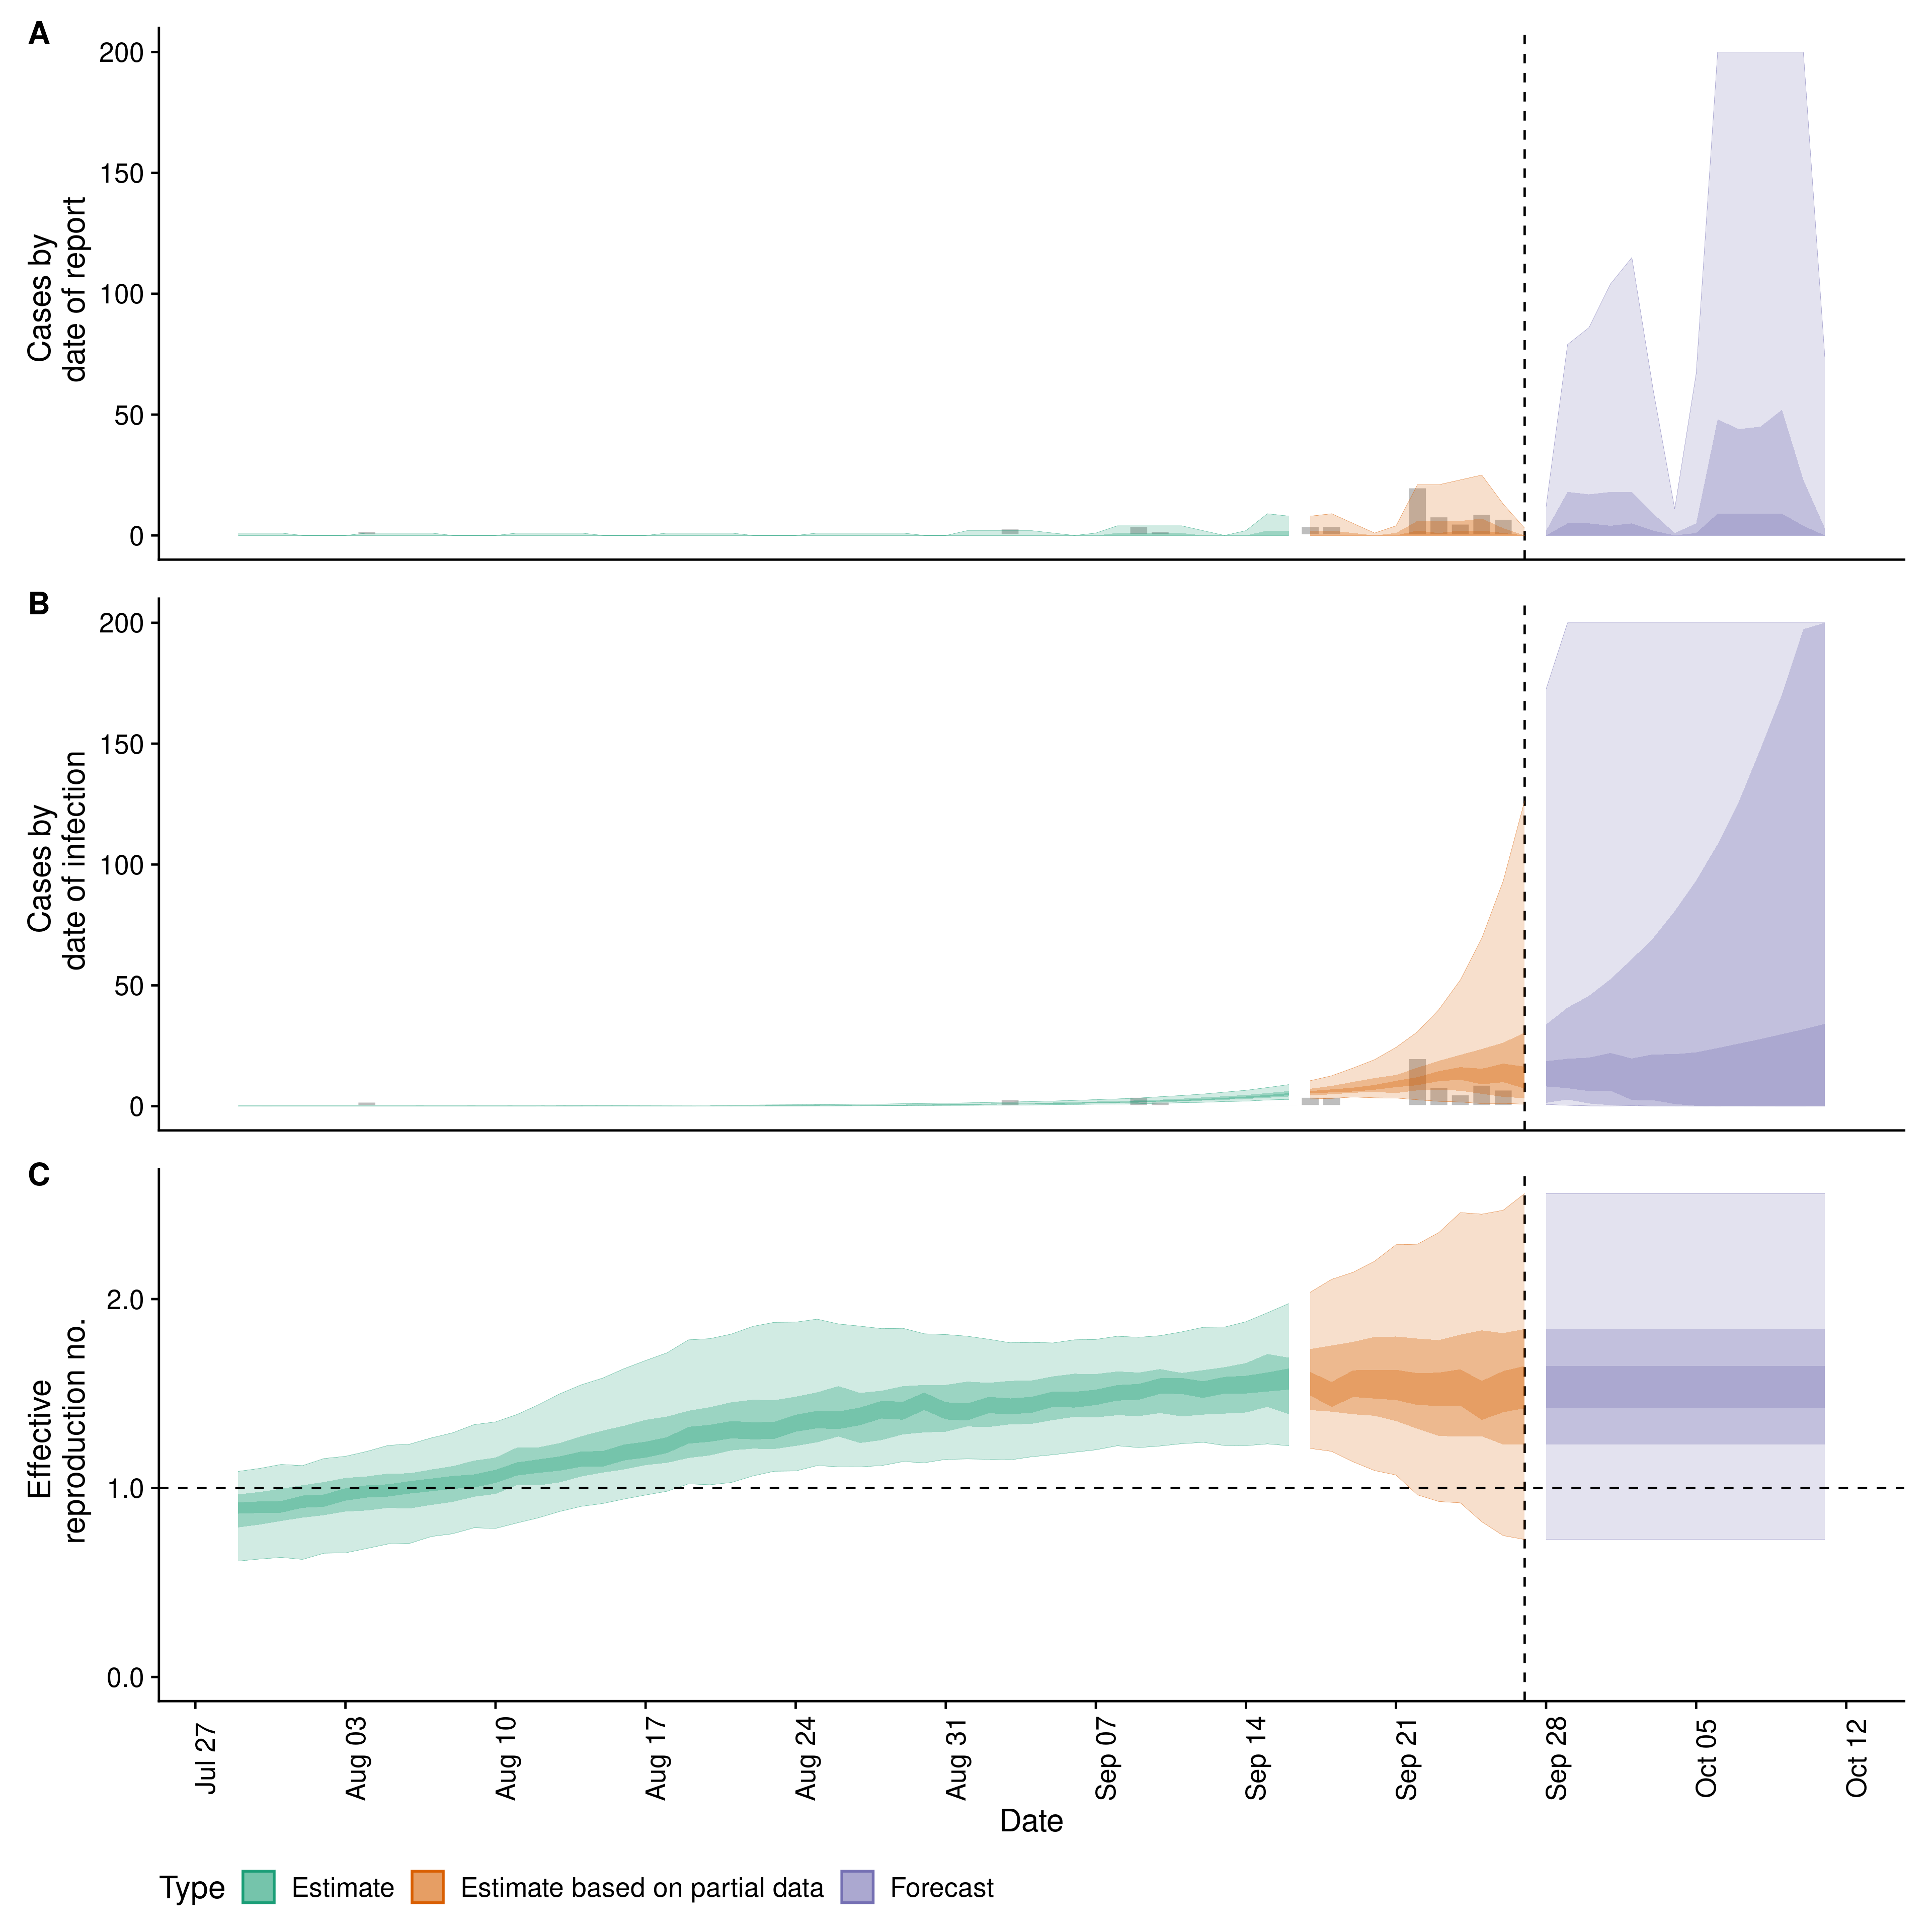 A
200
150
100
50
0
Cases by
date of report
B
200
150
100
50
0
Cases by
date of infection
C
2.0
1.0
0.0
Effective
reproduction no.
Jul 27
Aug 03
Aug 10
Aug 17
Aug 24
Aug 31
Sep 07
Sep 14
Sep 21
Sep 28
Oct 05
Oct 12
Date
Type Estimate Estimate based on partial data Forecast